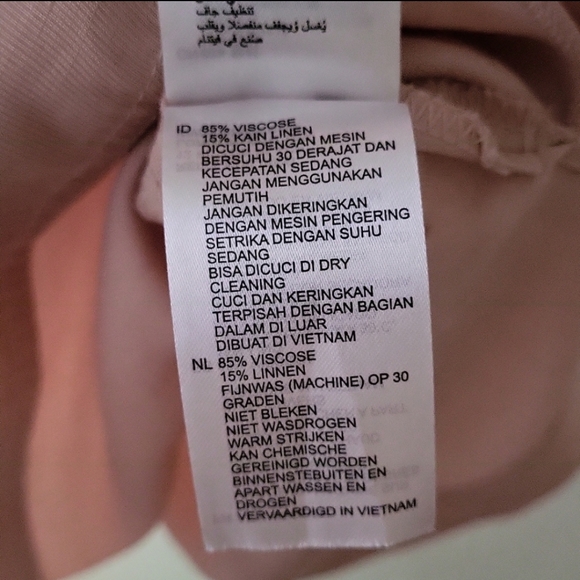 تنظيف جاف
يُغسل ويُجفف منفصلا ويقلب
صُنع في فيتنام
ID 85% VISCOSE
15% KAIN LINEN
DICUCI DENGAN MESIN
BERSUHU 30 DERAJAT DAN
KECEPATAN SEDANG
JANGAN MENGGUNAKAN
PEMUTIH
JANGAN DIKERINGKAN
DENGAN MESIN PENGERING
SETRIKA DENGAN SUHU
SEDANG
BISA DICUCI DI DRY
CLEANING
CUCI DAN KERINGKAN
TERPISAH DENGAN BAGIAN
DALAM DI LUAR
DIBUAT DI VIETNAM
NL 85% VISCOSE
15% LINNEN
FIJNWAS (MACHINE) OP 30
GRADEN
NIET BLEKEN
NIET WASDROGEN
WARM STRIJKEN
KAN CHEMISCHE
GEREINIGD WORDEN
BINNENSTEBUITEN EN
APART WASSEN EN
DROGEN
VERVAARDIGD IN VIETNAM